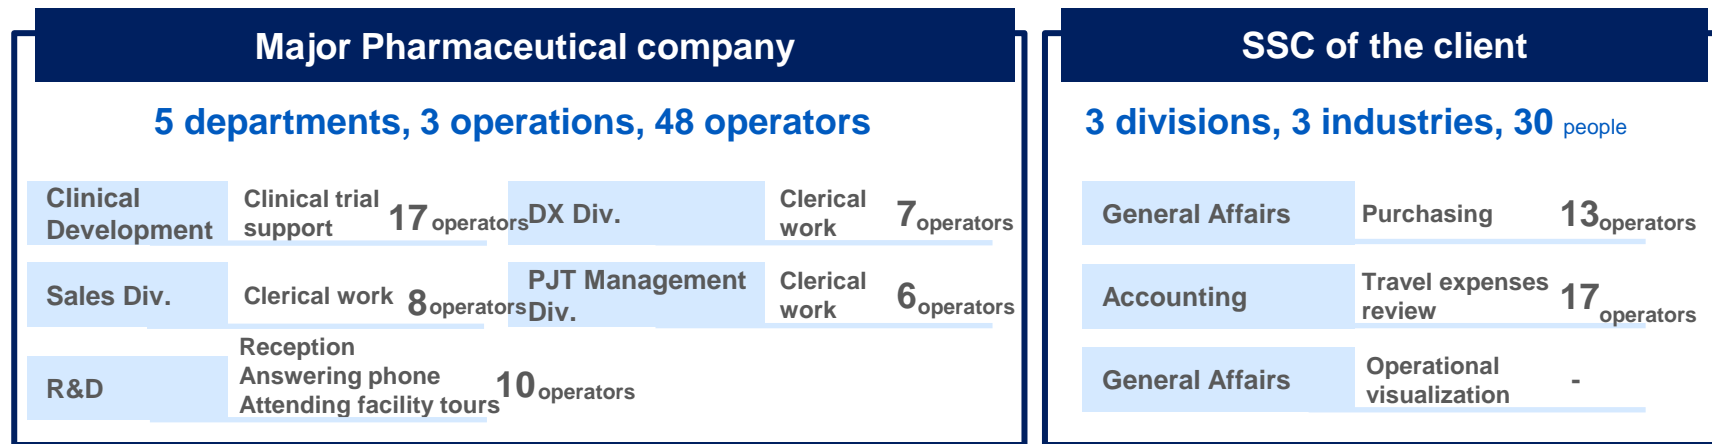 Major Pharmaceutical company
5 departments, 3 operations, 48 operators
Clinical
Development
Clinical trial
support
17 operators
DX Div.
Clerical
work
7 operators
Sales Div.
Clerical work
8 operators
PJT Management
Div.
Clerical
work
6 operators
R&D
Reception
Answering phone
Attending facility tours
10 operators
SSC of the client
3 divisions, 3 industries, 30 people
General Affairs
Purchasing
13 operators
Accounting
Travel expenses
review
17 operators
General Affairs
Operational
visualization
-